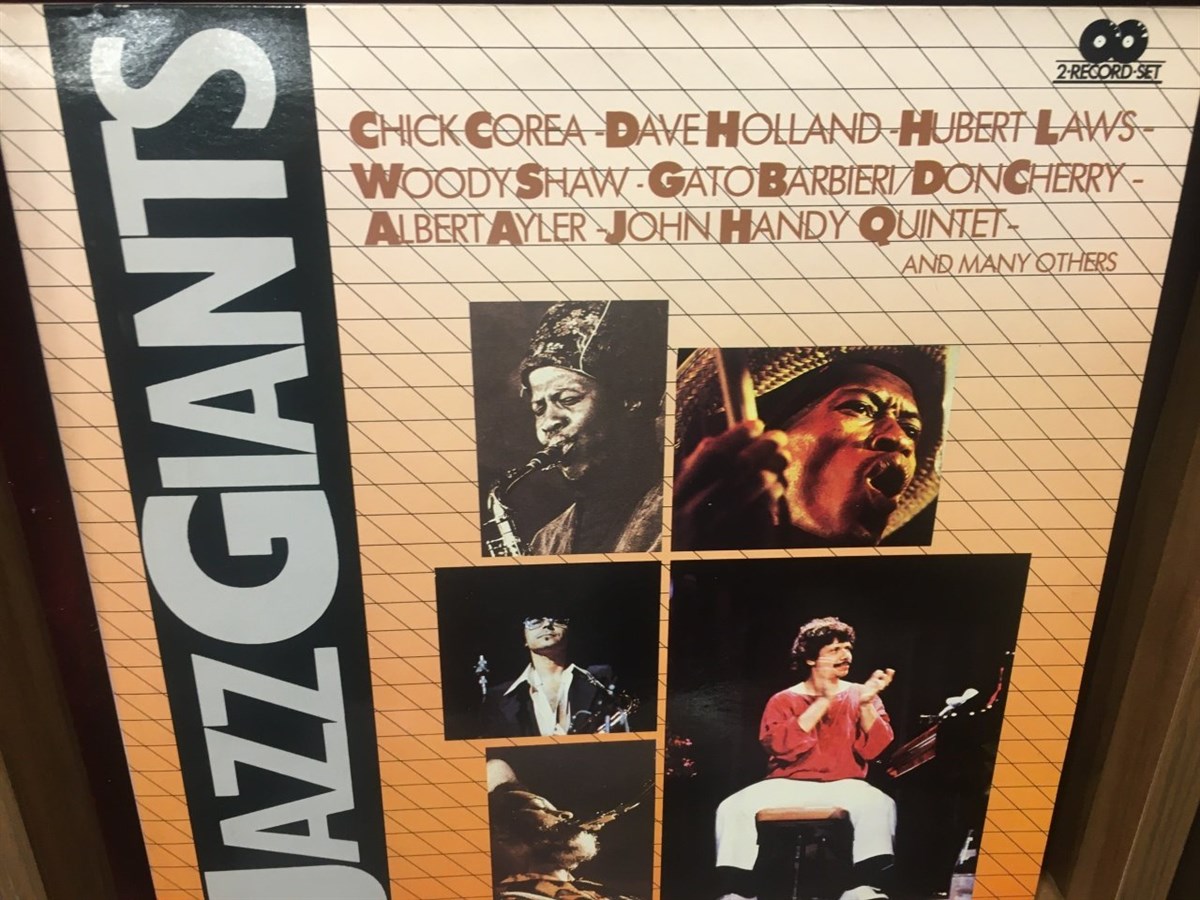 JAZZ GIANTS
2-RECORD-SET
CHICK COREA - DAVE HOLLAND - HUBERT LAWS -
WOODY SHAW - GATO BARBIERI/DON CHERRY -
ALBERT AYLER - JOHN HANDY QUINTET -
AND MANY OTHERS